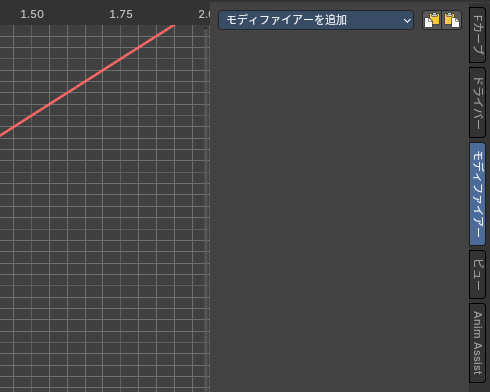 1.50 1.75 2.0
モディファイアーを追加
Fカーブ
ドライバー
モディファイアー
ビュー
Anim Assist